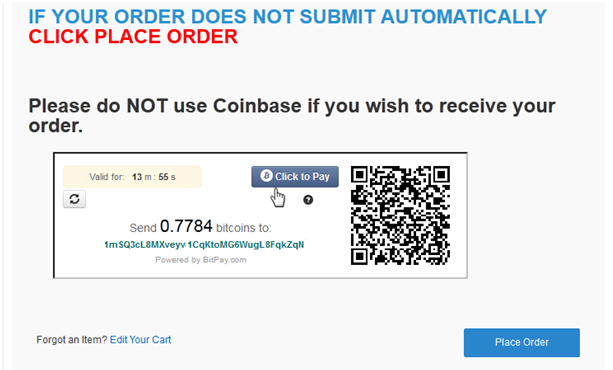 IF YOUR ORDER DOES NOT SUBMIT AUTOMATICALLY
CLICK PLACE ORDER
Please do NOT use Coinbase if you wish to receive your
order.
Valid for: 13 m : 55 s
Click to Pay
?
Send 0.7784 bitcoins to:
1mSQ3cL8MXveyv1CqKtoMG6WugL8FqkZqN
Powered by BitPay.com
Forgot an Item? Edit Your Cart
Place Order